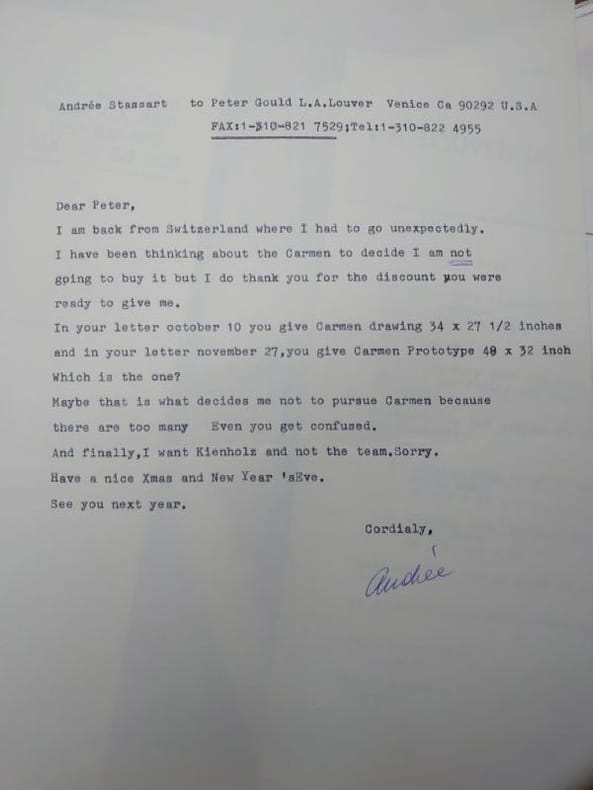 Andrée Stassart to Peter Gould L.A.Louver Venice Ca 90292 U.S.A
FAX:1-310-821 7529;Tel:1-310-822 4955
Dear Peter,
I am back from Switzerland where I had to go unexpectedly.
I have been thinking about the Carmen to decide I am not
gping to buy it but I do thank you for the discount you were
ready to give me.
In your letter october 10 you give Carmen drawing 34 x 27 1/2 inches
and in your letter november 27,you give Carmen Prototype 40 x 32 inch
Which is the one?
Maybe that is what decides me not to pursue Carmen because
there are too many Even you get confused.
And finally,I want Kienholz and not the team.Sorry.
Have a nice Xmas and New Year 'sEve.
See you next year.
Cordialy,
Andrée